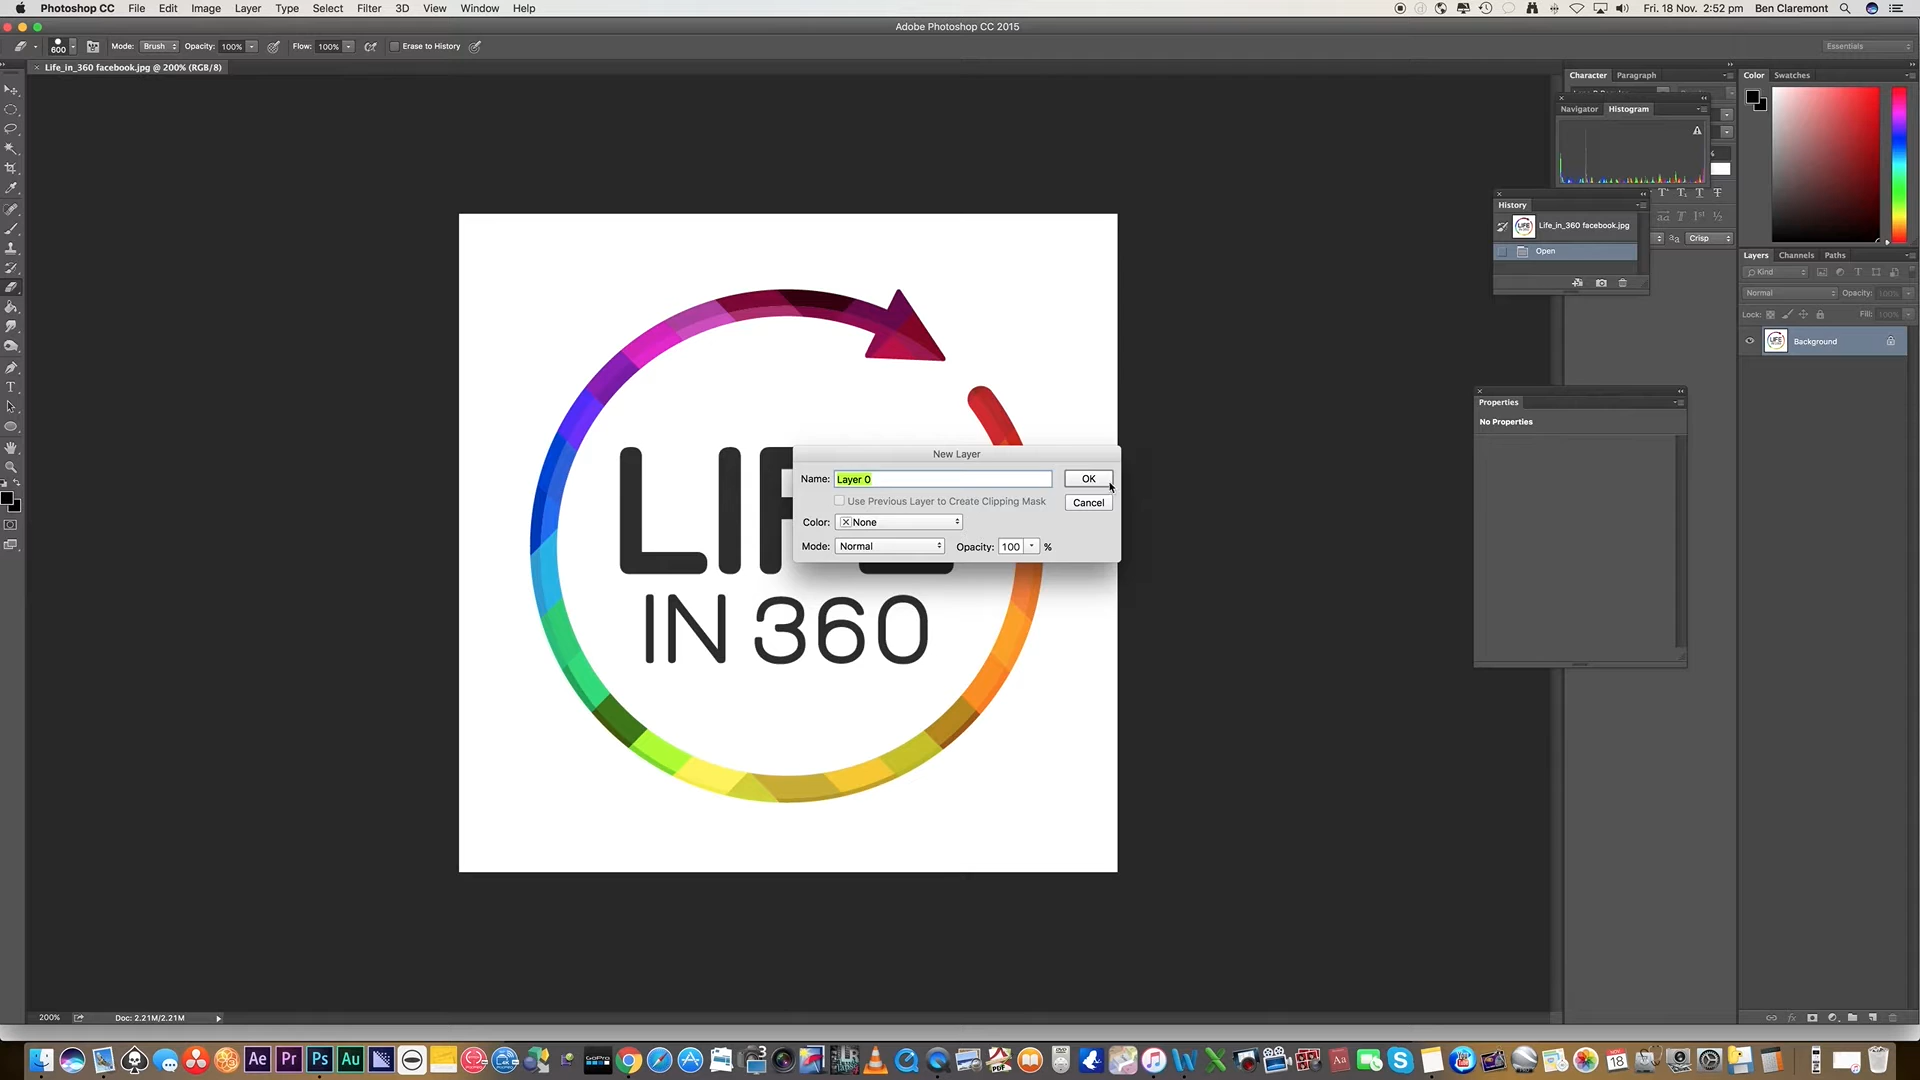 Photoshop CC File Edit Image Layer Type Select Filter 3D View Window Help
Fri. 18 Nov. 2:52 pm Ben Claremont
Adobe Photoshop CC 2015
600 Mode: Brush Opacity: 100% Flow: 100% Erase to History
Essentials
Life_in_360 facebook.jpg @ 200% (RGB/8)
Character Paragraph
Color Swatches
Navigator Histogram
History
Life_in_360 facebook.jpg
Open
Crisp
Layers Channels Paths
Kind
Normal Opacity: 100%
Lock: Fill: 100%
Background
Properties
No Properties
LIFE
IN 360
New Layer
Name: Layer 0 OK
Use Previous Layer to Create Clipping Mask Cancel
Color: None
Mode: Normal Opacity: 100 %
200% Doc: 2.21M/2.21M
Ae Pr Ps Au